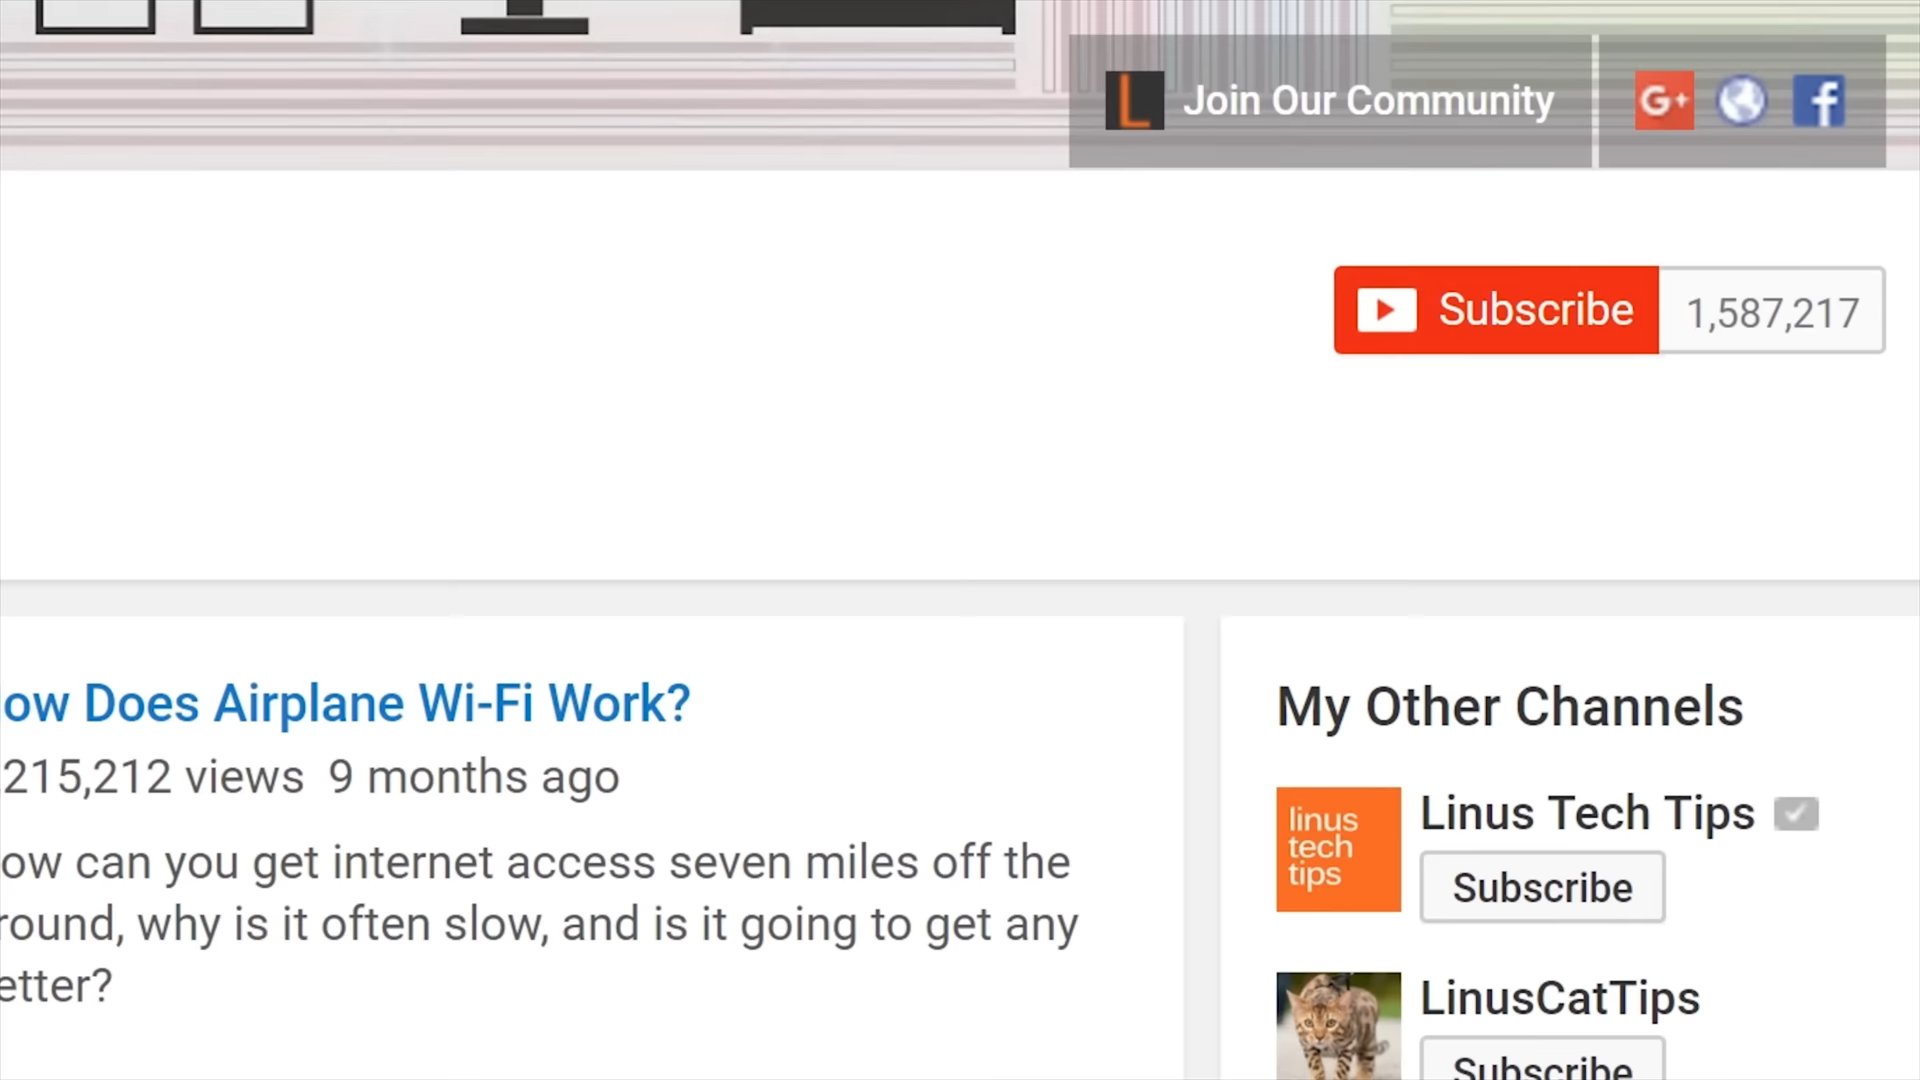 Join Our Community
G+
f
Subscribe 1,587,217
ow Does Airplane Wi-Fi Work?
215,212 views 9 months ago
ow can you get internet access seven miles off the
round, why is it often slow, and is it going to get any
etter?
My Other Channels
linus
tech
tips
Linus Tech Tips
Subscribe
LinusCatTips
Subscribe